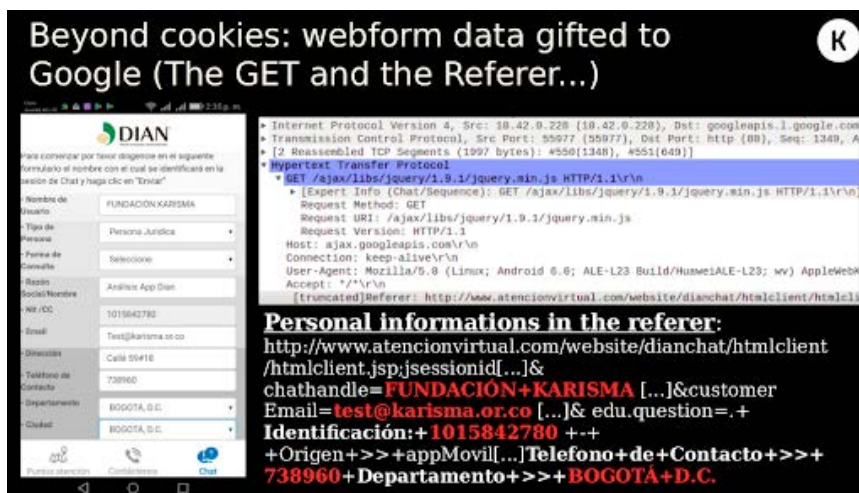 Beyond cookies: webform data gifted to
Google (The GET and the Referer...)
K
2:35 p. m.
DIAN
Para comenzar por favor diligencie en el siguiente
formulario el nombre con el cual se identificará en la
sesión de Chat y haga clic en "Enviar"
- Nombre de
Usuario
FUNDACIÓN KARISMA
- Tipo de
Persona
Persona Jurídica
- Forma de
Consulta
Seleccione
- Razón
Social/Nombre
Análisis App Dian
- Nit /CC
1015842780
- Email
Test@karisma.or.co
- Dirección
Calle 59#10
- Teléfono de
Contacto
738960
- Departamento
BOGOTÁ, D.C.
- Ciudad
BOGOTÁ, D.C.
Puntos atención
Contáctenos
Chat
Internet Protocol Version 4, Src: 10.42.0.228 (10.42.0.228), Dst: googleapis.l.google.com
Transmission Control Protocol, Src Port: 55977 (55977), Dst Port: http (80), Seq: 1349, A
[2 Reassembled TCP Segments (1997 bytes): #550(1348), #551(649)]
Hypertext Transfer Protocol
GET /ajax/libs/jquery/1.9.1/jquery.min.js HTTP/1.1\r\n
[Expert Info (Chat/Sequence): GET /ajax/libs/jquery/1.9.1/jquery.min.js HTTP/1.1\r\n]
Request Method: GET
Request URI: /ajax/libs/jquery/1.9.1/jquery.min.js
Request Version: HTTP/1.1
Host: ajax.googleapis.com\r\n
Connection: keep-alive\r\n
User-Agent: Mozilla/5.0 (Linux; Android 6.0; ALE-L23 Build/HuaweiALE-L23; wv) AppleWebK
Accept: */*\r\n
[truncated]Referer: http://www.atencionvirtual.com/website/dianchat/htmlclient/htmlcli
Personal informations in the referer:
http://www.atencionvirtual.com/website/dianchat/htmlclient
/htmlclient.jsp;jsessionid[...]&
chathandle=FUNDACIÓN+KARISMA [...]&customer
Email=test@karisma.or.co [...]& edu.question=.+
Identificación:+ 1015842780 +-+
+Origen+>>+appMovil[...]Telefono+de+Contacto+>>+
738960+Departamento+>>+BOGOTÁ+D.C.